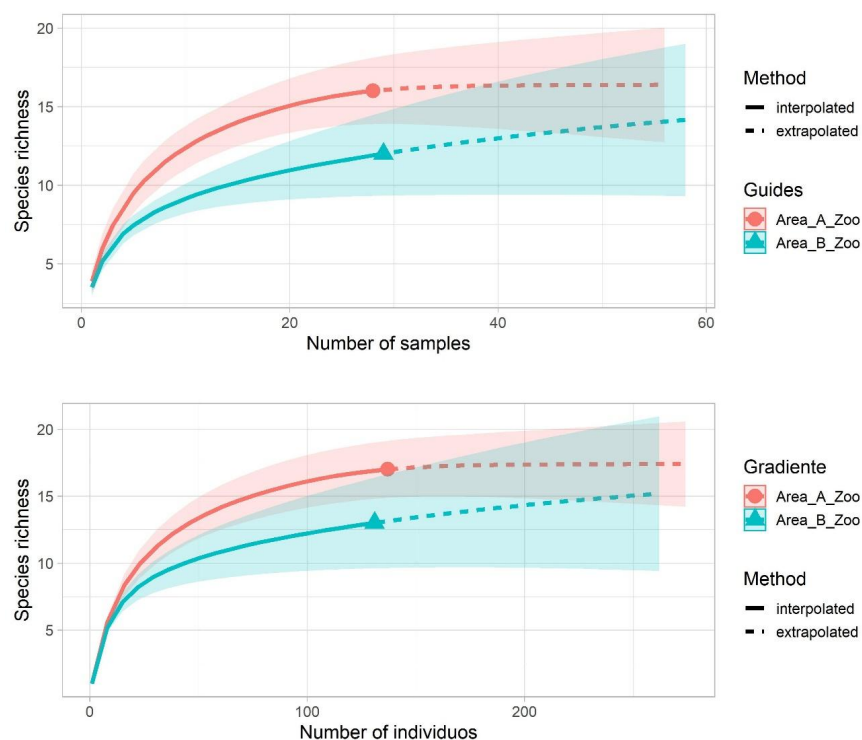 20
15
10
5
0
20
40
60
Species richness
Number of samples
Method
interpolated
extrapolated
Guides
Area_A_Zoo
Area_B_Zoo
20
15
10
5
0
100
200
Species richness
Number of individuos
Gradiente
Area_A_Zoo
Area_B_Zoo
Method
interpolated
extrapolated